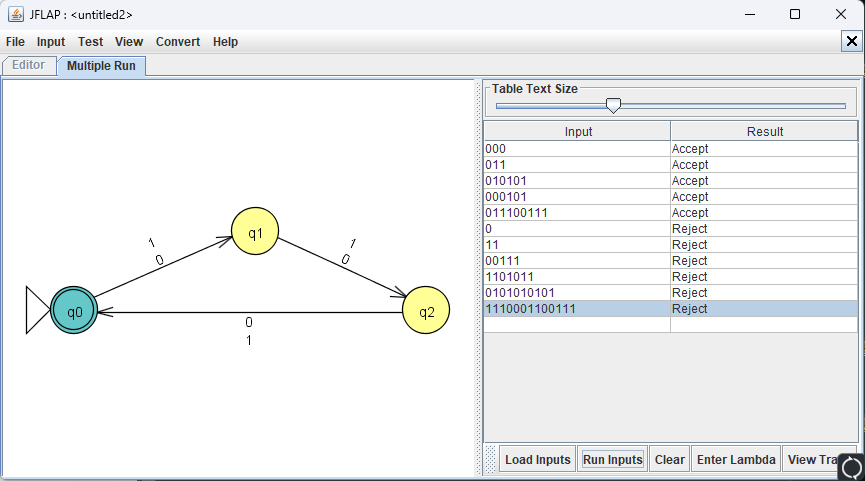 JFLAP : <untitled2>
File Input Test View Convert Help
Editor Multiple Run
Table Text Size
Input Result
000 Accept
011 Accept
010101 Accept
000101 Accept
011100111 Accept
0 Reject
11 Reject
00111 Reject
1101011 Reject
0101010101 Reject
1110001100111 Reject
q1
1
0
1
0
q0
q2
0
1
Load Inputs Run Inputs Clear Enter Lambda View Tra